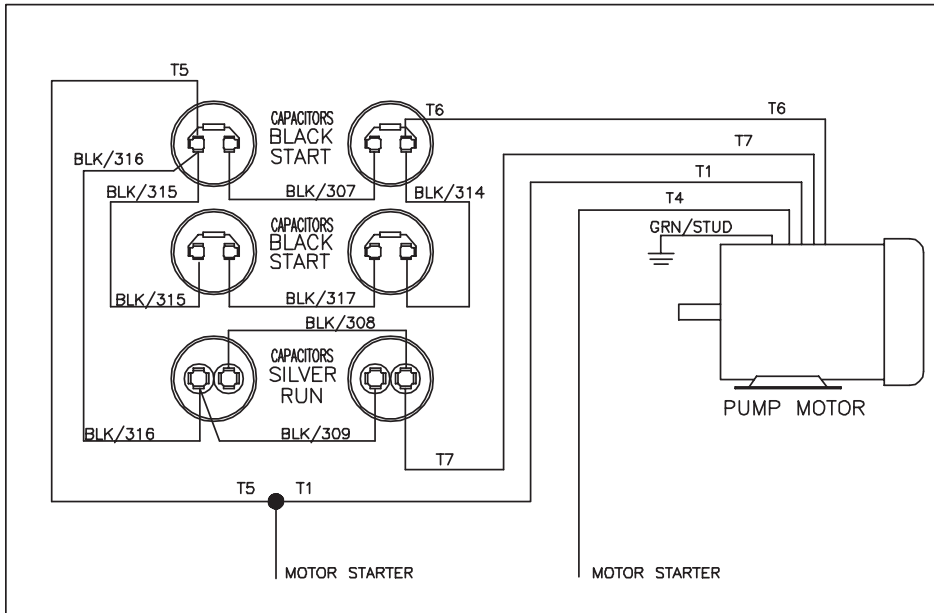 T5
CAPACITORS
BLACK
START
T6
T6
T7
BLK/316
T1
BLK/315
BLK/307
BLK/314
T4
CAPACITORS
BLACK
START
GRN/STUD
BLK/315
BLK/317
BLK/308
CAPACITORS
SILVER
RUN
PUMP MOTOR
BLK/316
BLK/309
T7
T5
T1
MOTOR STARTER
MOTOR STARTER